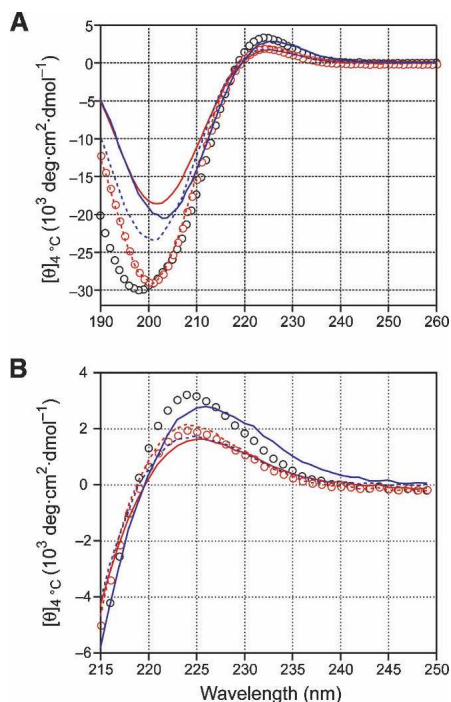 A
[θ]4 °C (10³ deg·cm²·dmol⁻¹)
5
0
−5
−10
−15
−20
−25
−30
190 200 210 220 230 240 250 260
B
[θ]4 °C (10³ deg·cm²·dmol⁻¹)
4
2
0
−2
−4
−6
215 220 225 230 235 240 245 250
Wavelength (nm)